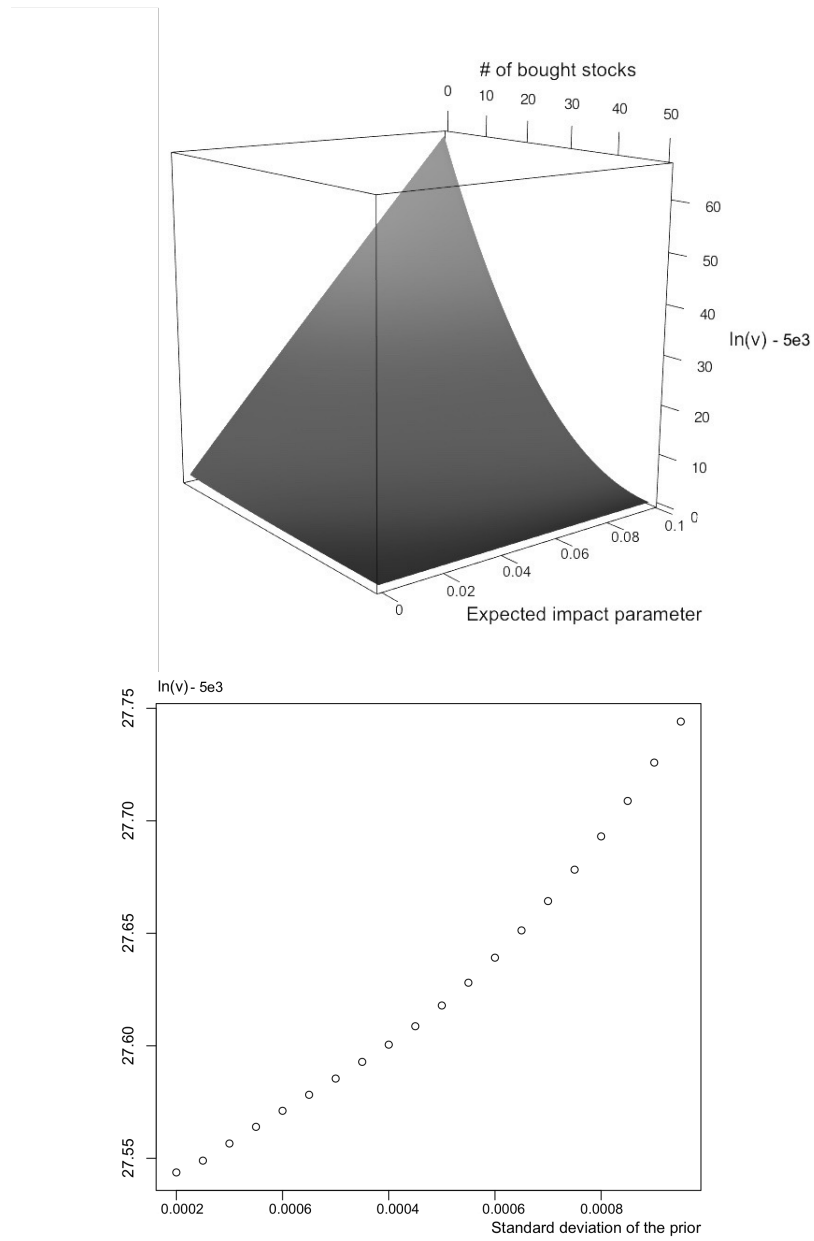 # of bought stocks
0 10 20 30 40 50
60
50
40
ln(v) - 5e3
30
20
10
0
0.1
0.08
0.06
0.04
0.02
0
Expected impact parameter
ln(v) - 5e3
27.75
27.70
27.65
27.60
27.55
0.0002 0.0006 0.0004 0.0006 0.0008
Standard deviation of the prior